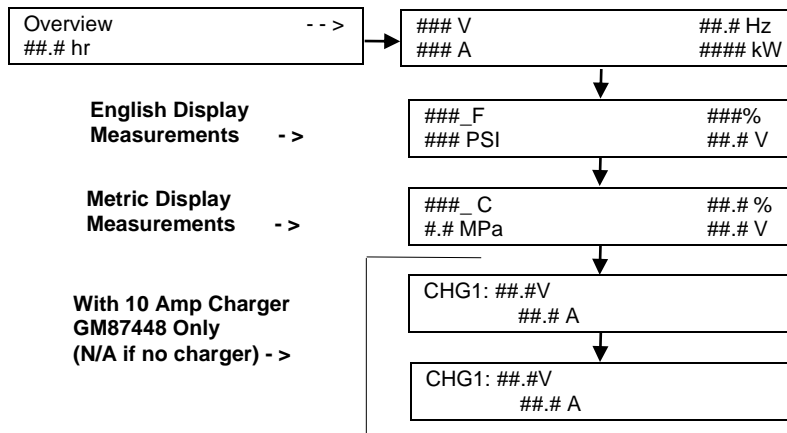 Overview - - >
##.# hr
### V ##.# Hz
### A #### kW
English Display
Measurements - >
###_F ###%
### PSI ##.# V
Metric Display
Measurements - >
###_ C ##.# %
#.# MPa ##.# V
With 10 Amp Charger
GM87448 Only
(N/A if no charger) - >
CHG1: ##.#V
##.# A
CHG1: ##.#V
##.# A